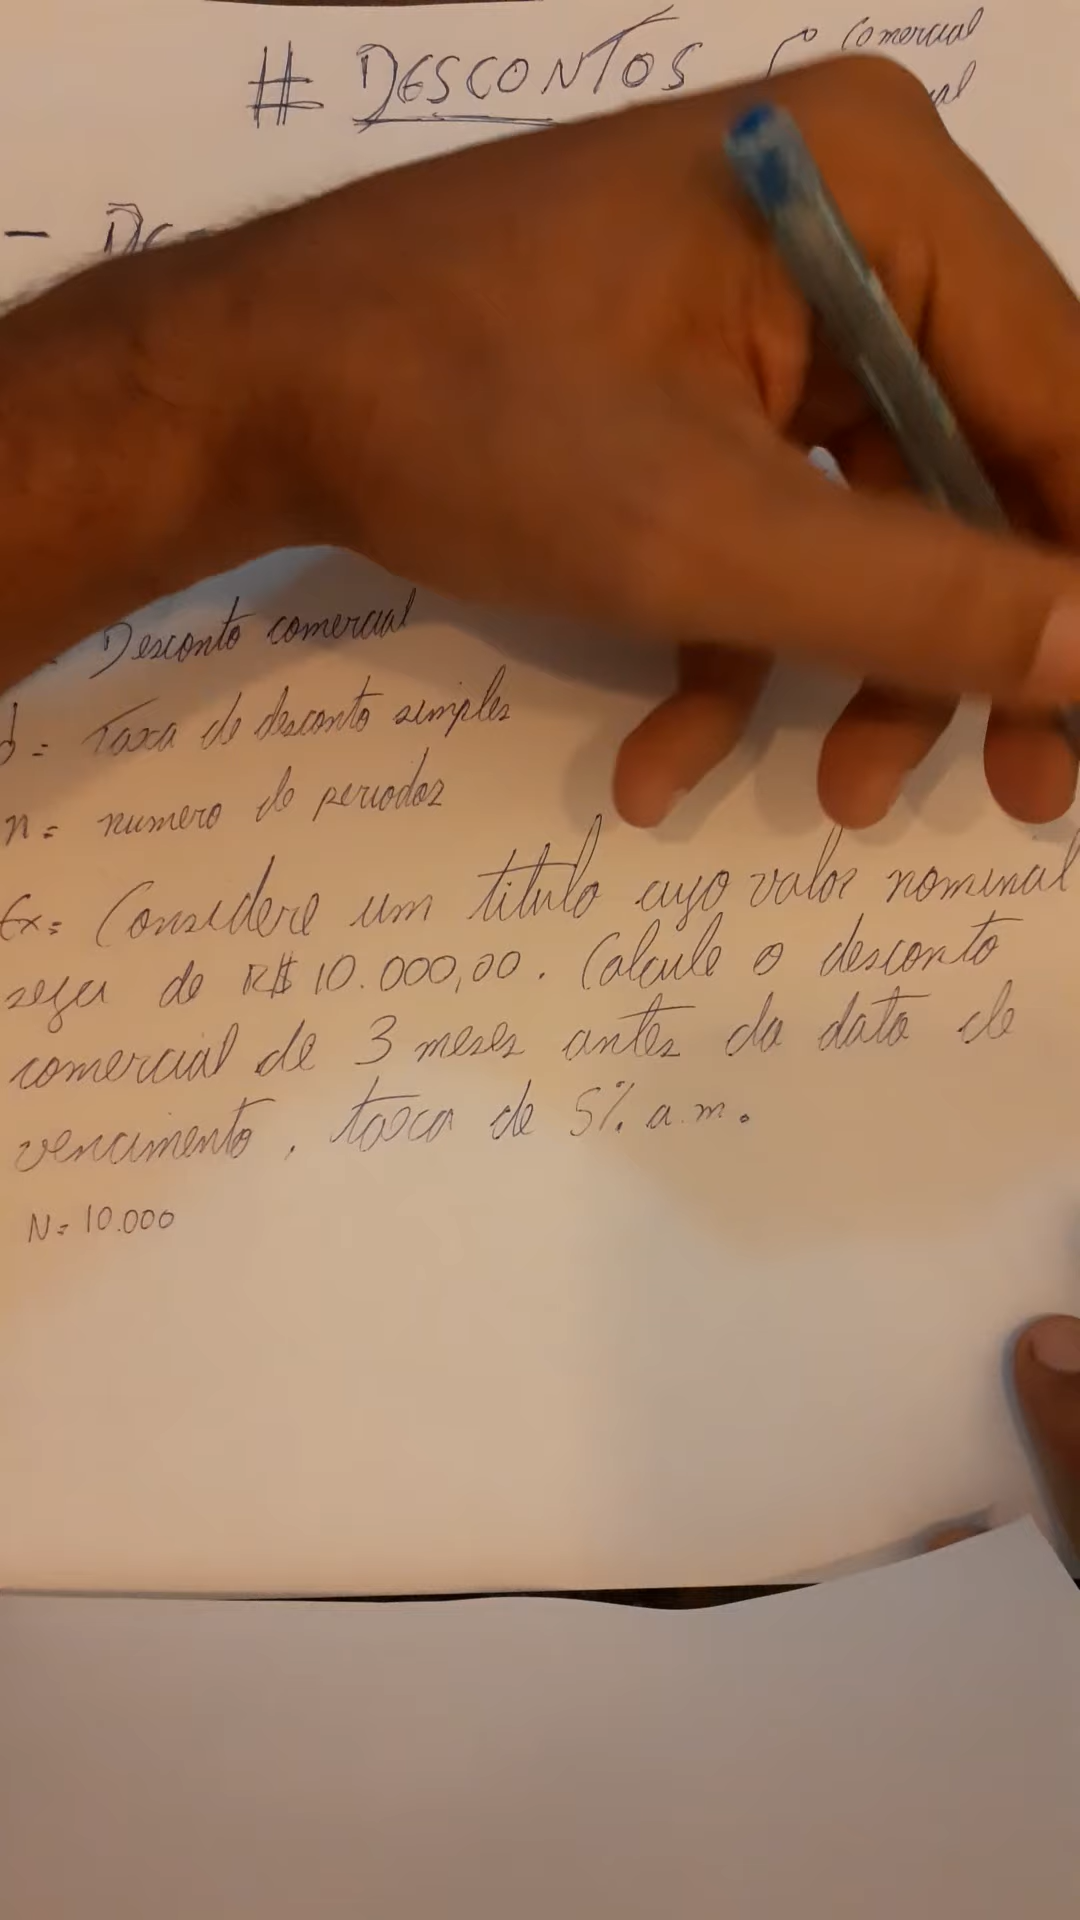 # DESCONTOS
comercial
Desconto comercial
d = Taxa de desconto simples
n = numero de periodos
Ex= Considere um titulo cujo valor nominal
seja de R$ 10.000,00. Calcule o desconto
comercial de 3 meses antes da data de
vencimento, taxa de 5% a.m.
N= 10.000